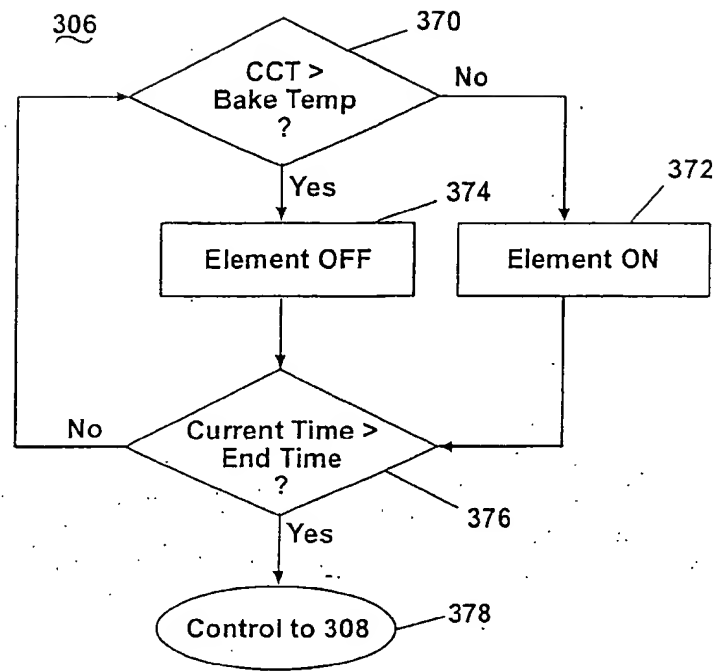 306
370
CCT >
Bake Temp
?
No
Yes
374
372
Element OFF
Element ON
No
Current Time >
End Time
?
376
Yes
Control to 308
378